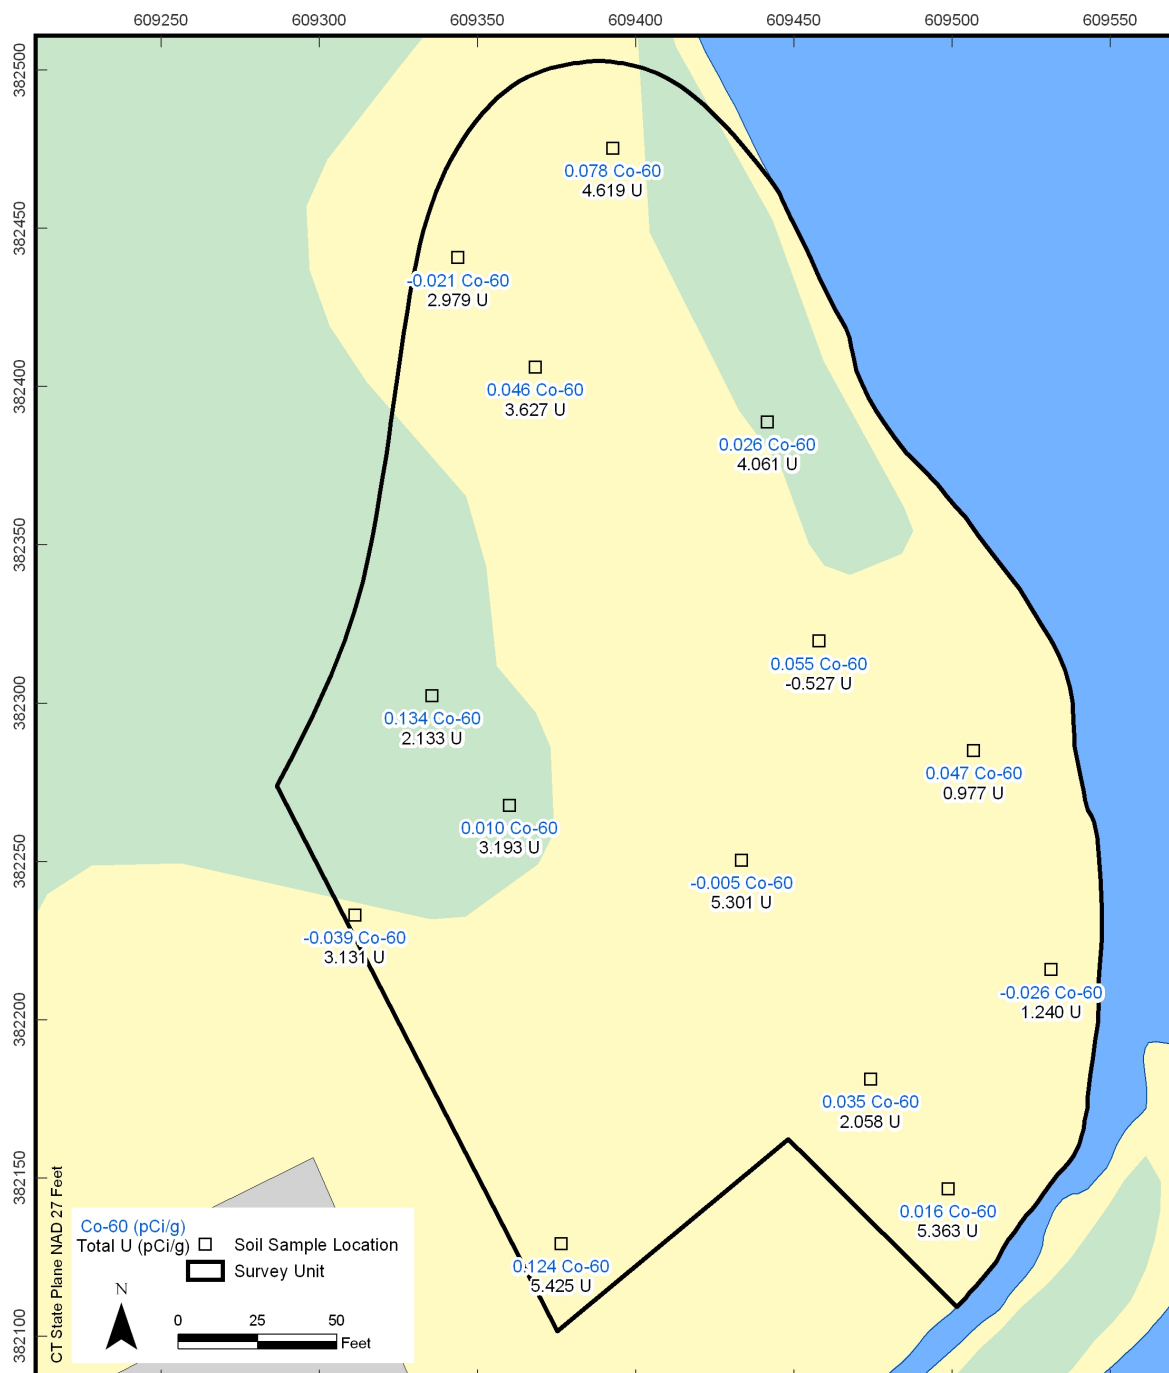 609250 609300 609350 609400 609450 609500 609550
382500
0.078 Co-60
4.619 U
382450
-0.021 Co-60
2.979 U
382400
0.046 Co-60
3.627 U
0.026 Co-60
4.061 U
382350
0.055 Co-60
-0.527 U
382300
0.134 Co-60
2.133 U
0.047 Co-60
0.977 U
0.010 Co-60
3.193 U
382250
-0.005 Co-60
5.301 U
-0.039 Co-60
3.131 U
382200
-0.026 Co-60
1.240 U
0.035 Co-60
2.058 U
382150
0.016 Co-60
5.363 U
0.124 Co-60
5.425 U
382100
CT State Plane NAD 27 Feet
Co-60 (pCi/g)
Total U (pCi/g) Soil Sample Location
Survey Unit
N
0 25 50
Feet